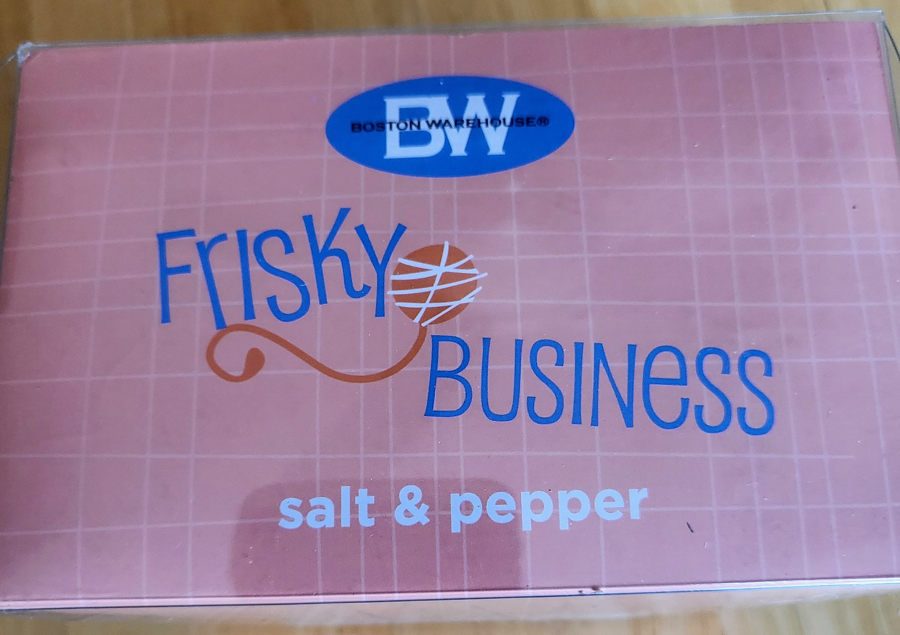 BW
BOSTON WAREHOUSE®
FRISKY
BUSINESS
salt & pepper